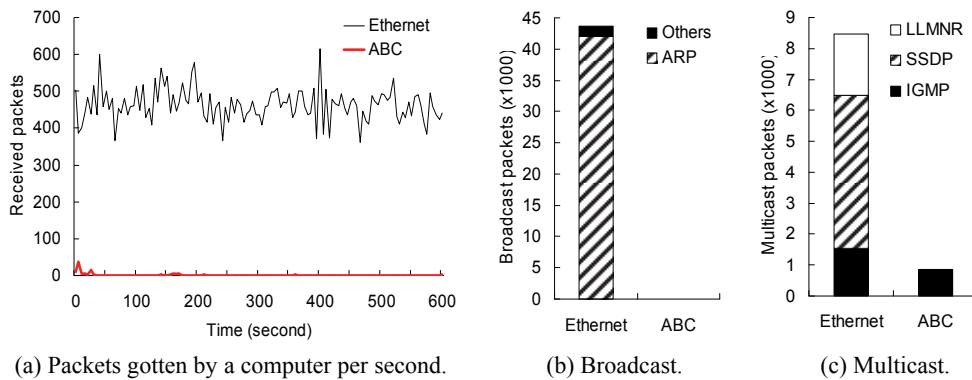 700
600
500
400
300
200
100
0
Received packets
Ethernet
ABC
0 100 200 300 400 500 600
Time (second)
(a) Packets gotten by a computer per second.
45
40
35
30
25
20
15
10
5
0
Broadcast packets (x1000)
Others
ARP
Ethernet ABC
(b) Broadcast.
9
8
7
6
5
4
3
2
1
0
Multicast packets (x1000)
LLMNR
SSDP
IGMP
Ethernet ABC
(c) Multicast.